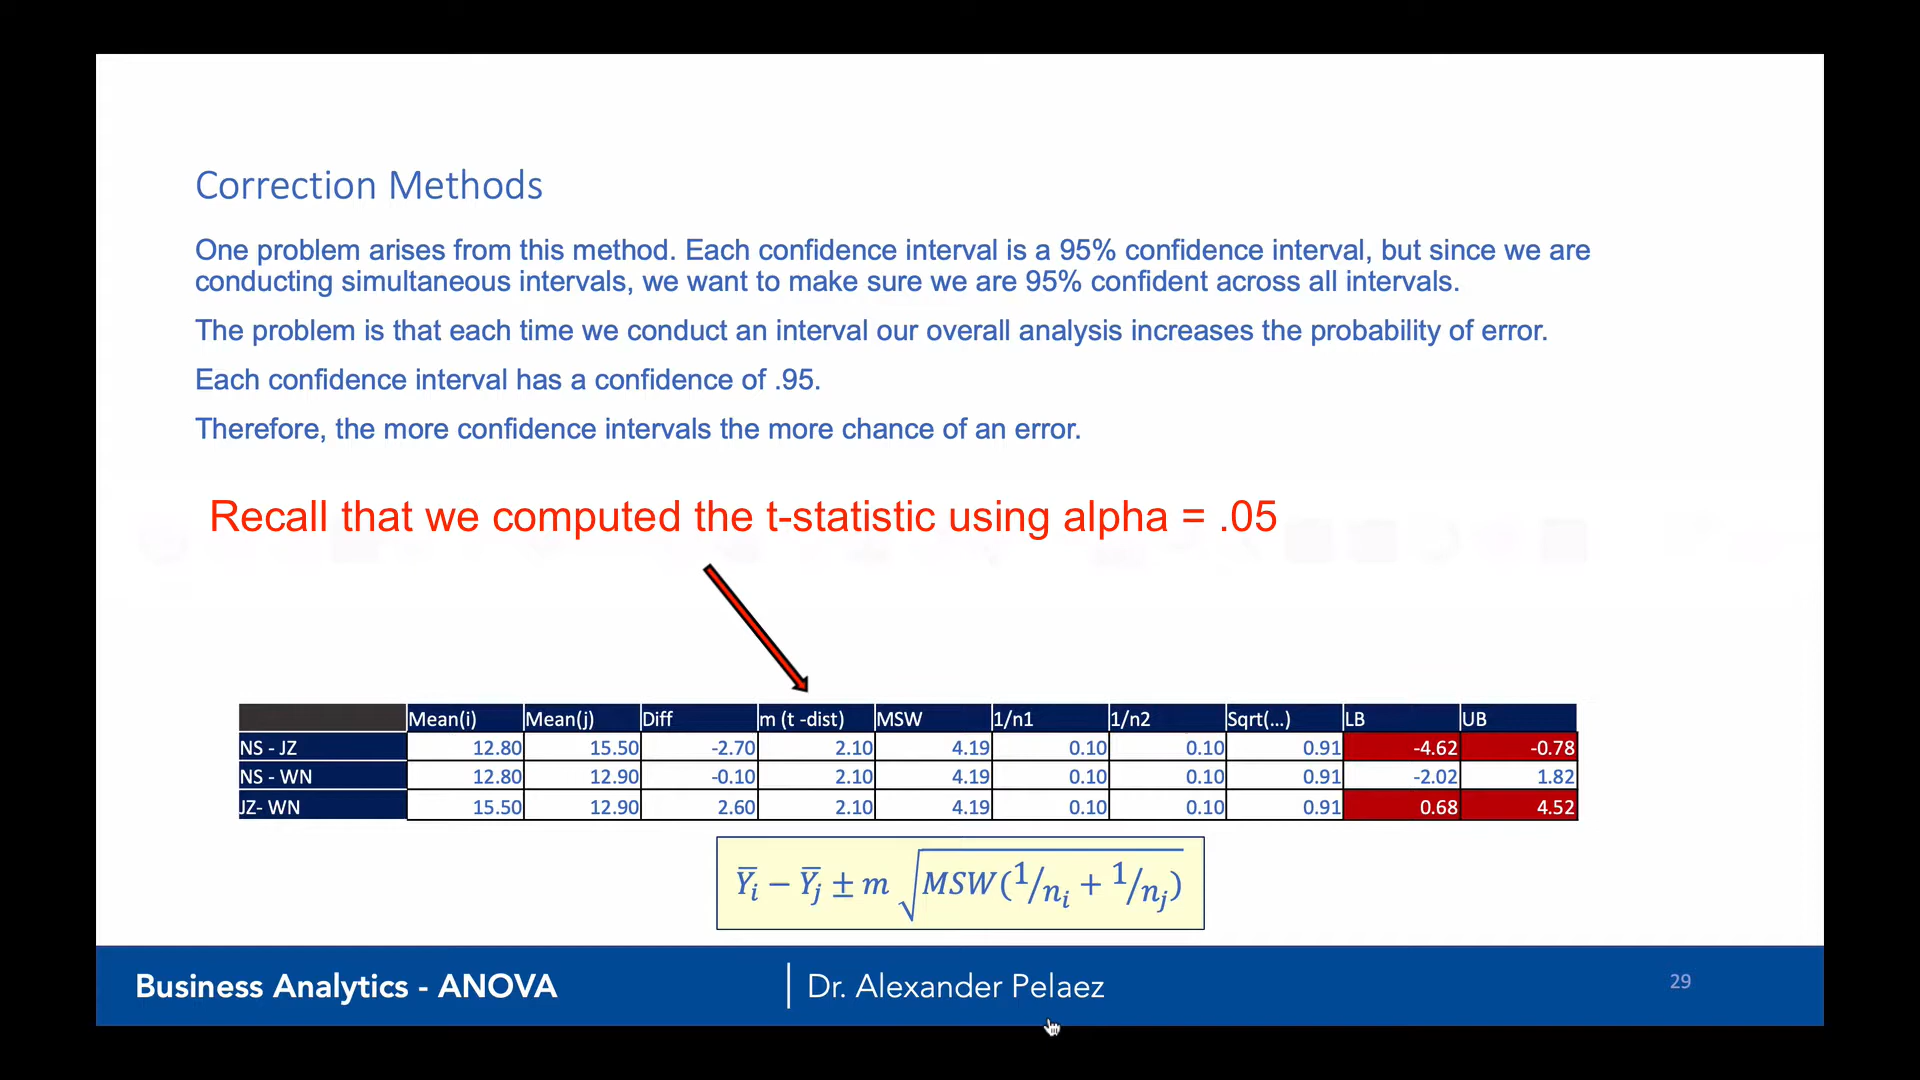 Correction Methods
One problem arises from this method. Each confidence interval is a 95% confidence interval, but since we are
conducting simultaneous intervals, we want to make sure we are 95% confident across all intervals.
The problem is that each time we conduct an interval our overall analysis increases the probability of error.
Each confidence interval has a confidence of .95.
Therefore, the more confidence intervals the more chance of an error.
Recall that we computed the t-statistic using alpha = .05
Mean(i) Mean(j) Diff m (t -dist) MSW 1/n1 1/n2 Sqrt(...) LB UB
NS - JZ 12.80 15.50 -2.70 2.10 4.19 0.10 0.10 0.91 -4.62 -0.78
NS - WN 12.80 12.90 -0.10 2.10 4.19 0.10 0.10 0.91 -2.02 1.82
JZ- WN 15.50 12.90 2.60 2.10 4.19 0.10 0.10 0.91 0.68 4.52
Ȳᵢ − Ȳⱼ ± m √MSW(1/nᵢ + 1/nⱼ)
Business Analytics - ANOVA | Dr. Alexander Pelaez 29